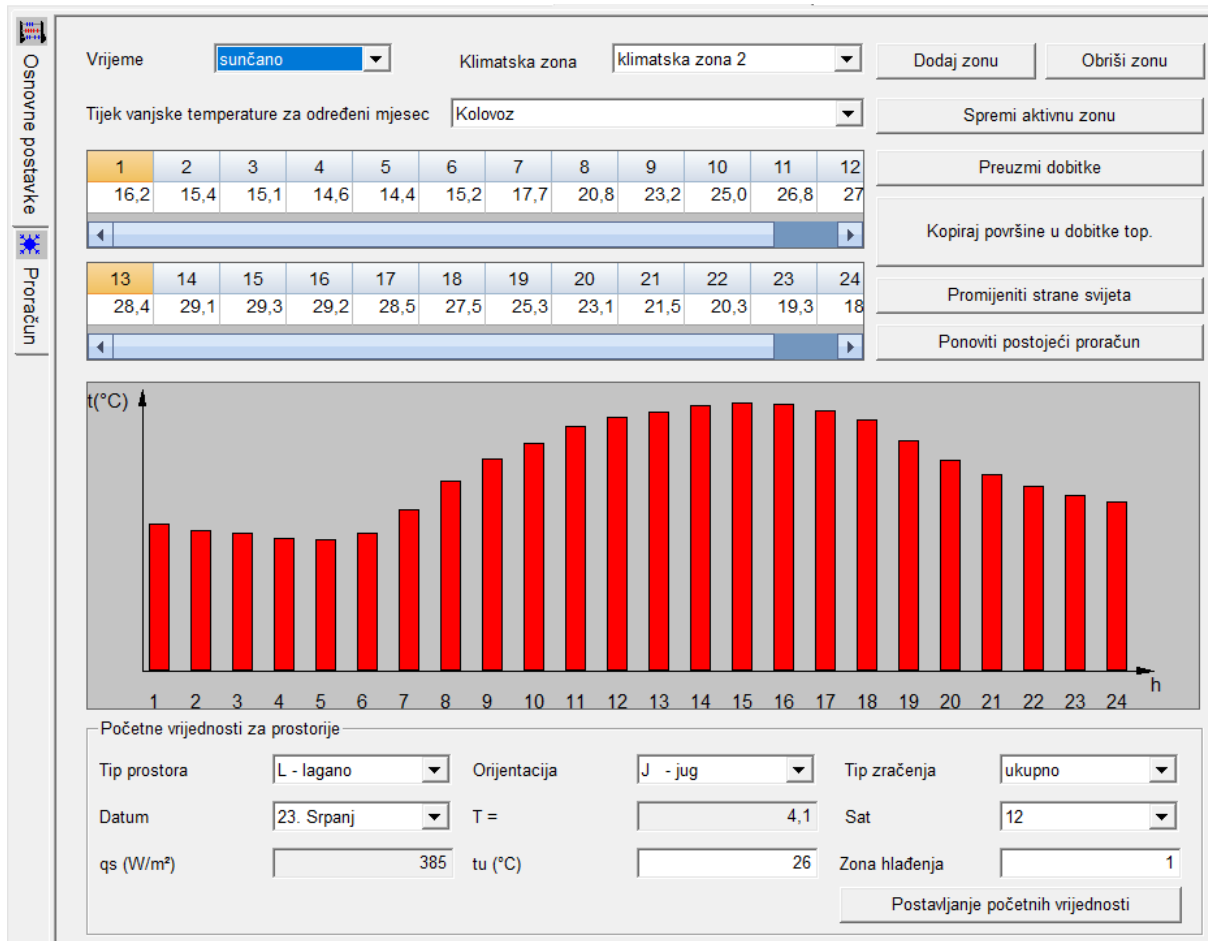 Osnovne postavke
Proračun
Vrijeme sunčano Klimatska zona klimatska zona 2 Dodaj zonu Obriši zonu
Tijek vanjske temperature za određeni mjesec Kolovoz Spremi aktivnu zonu
1 2 3 4 5 6 7 8 9 10 11 12 Preuzmi dobitke
16,2 15,4 15,1 14,6 14,4 15,2 17,7 20,8 23,2 25,0 26,8 27
Kopiraj površine u dobitke top.
13 14 15 16 17 18 19 20 21 22 23 24
28,4 29,1 29,3 29,2 28,5 27,5 25,3 23,1 21,5 20,3 19,3 18
Promijeniti strane svijeta
Ponoviti postojeći proračun
t(°C)
h
1 2 3 4 5 6 7 8 9 10 11 12 13 14 15 16 17 18 19 20 21 22 23 24
Početne vrijednosti za prostorije
Tip prostora L - lagano Orijentacija J - jug Tip zračenja ukupno
Datum 23. Srpanj T = 4,1 Sat 12
qs (W/m²) 385 tu (°C) 26 Zona hlađenja 1
Postavljanje početnih vrijednosti